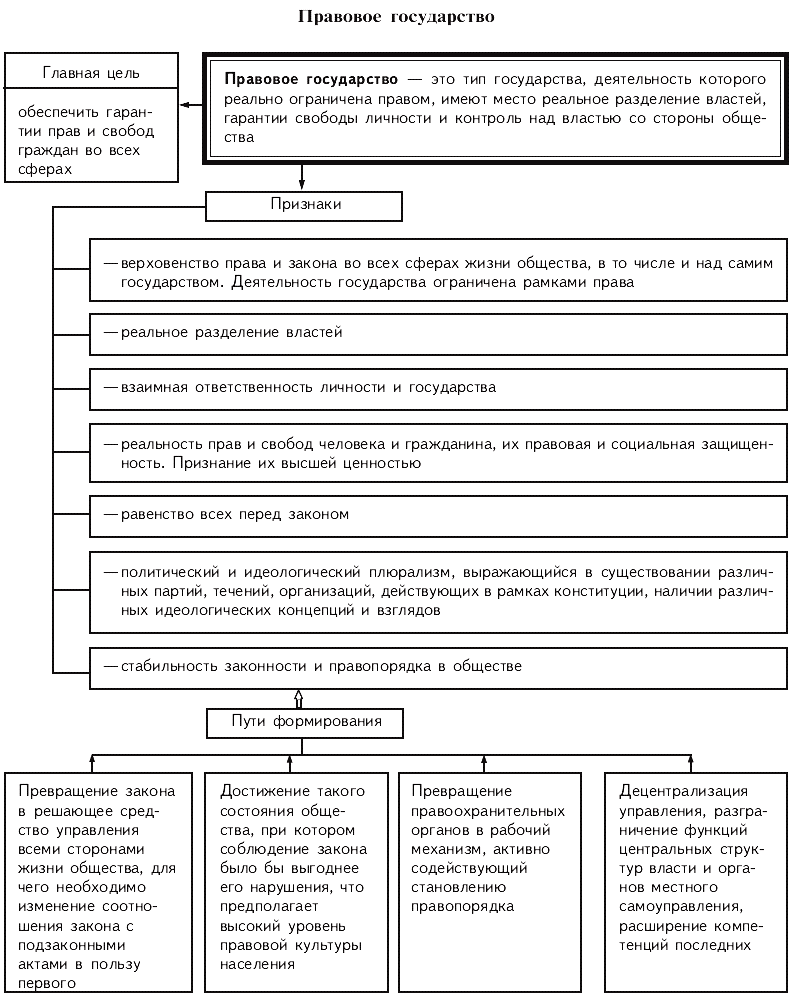 Правовое государство
Главная цель
обеспечить гаран-
тии прав и свобод
граждан во всех
сферах
Правовое государство — это тип государства, деятельность которого
реально ограничена правом, имеют место реальное разделение властей,
гарантии свободы личности и контроль над властью со стороны обще-
ства
Признаки
— верховенство права и закона во всех сферах жизни общества, в то числе и над самим
государством. Деятельность государства ограничена рамками права
— реальное разделение властей
— взаимная ответственность личности и государства
— реальность прав и свобод человека и гражданина, их правовая и социальная защищен-
ность. Признание их высшей ценностью
— равенство всех перед законом
— политический и идеологический плюрализм, выражающийся в существовании различ-
ных партий, течений, организаций, действующих в рамках конституции, наличии различ-
ных идеологических концепций и взглядов
— стабильность законности и правопорядка в обществе
Пути формирования
Превращение закона
в решающее сред-
ство управления
всеми сторонами
жизни общества, для
чего необходимо
изменение соотно-
шения закона с
подзаконными
актами в пользу
первого
Достижение такого
состояния обще-
ства, при котором
соблюдение закона
было бы выгоднее
его нарушения, что
предполагает
высокий уровень
правовой культуры
населения
Превращение
правоохранительных
органов в рабочий
механизм, активно
содействующий
становлению
правопорядка
Децентрализация
управления, разгра-
ничение функций
центральных струк-
тур власти и орга-
нов местного
самоуправления,
расширение компе-
тенций последних